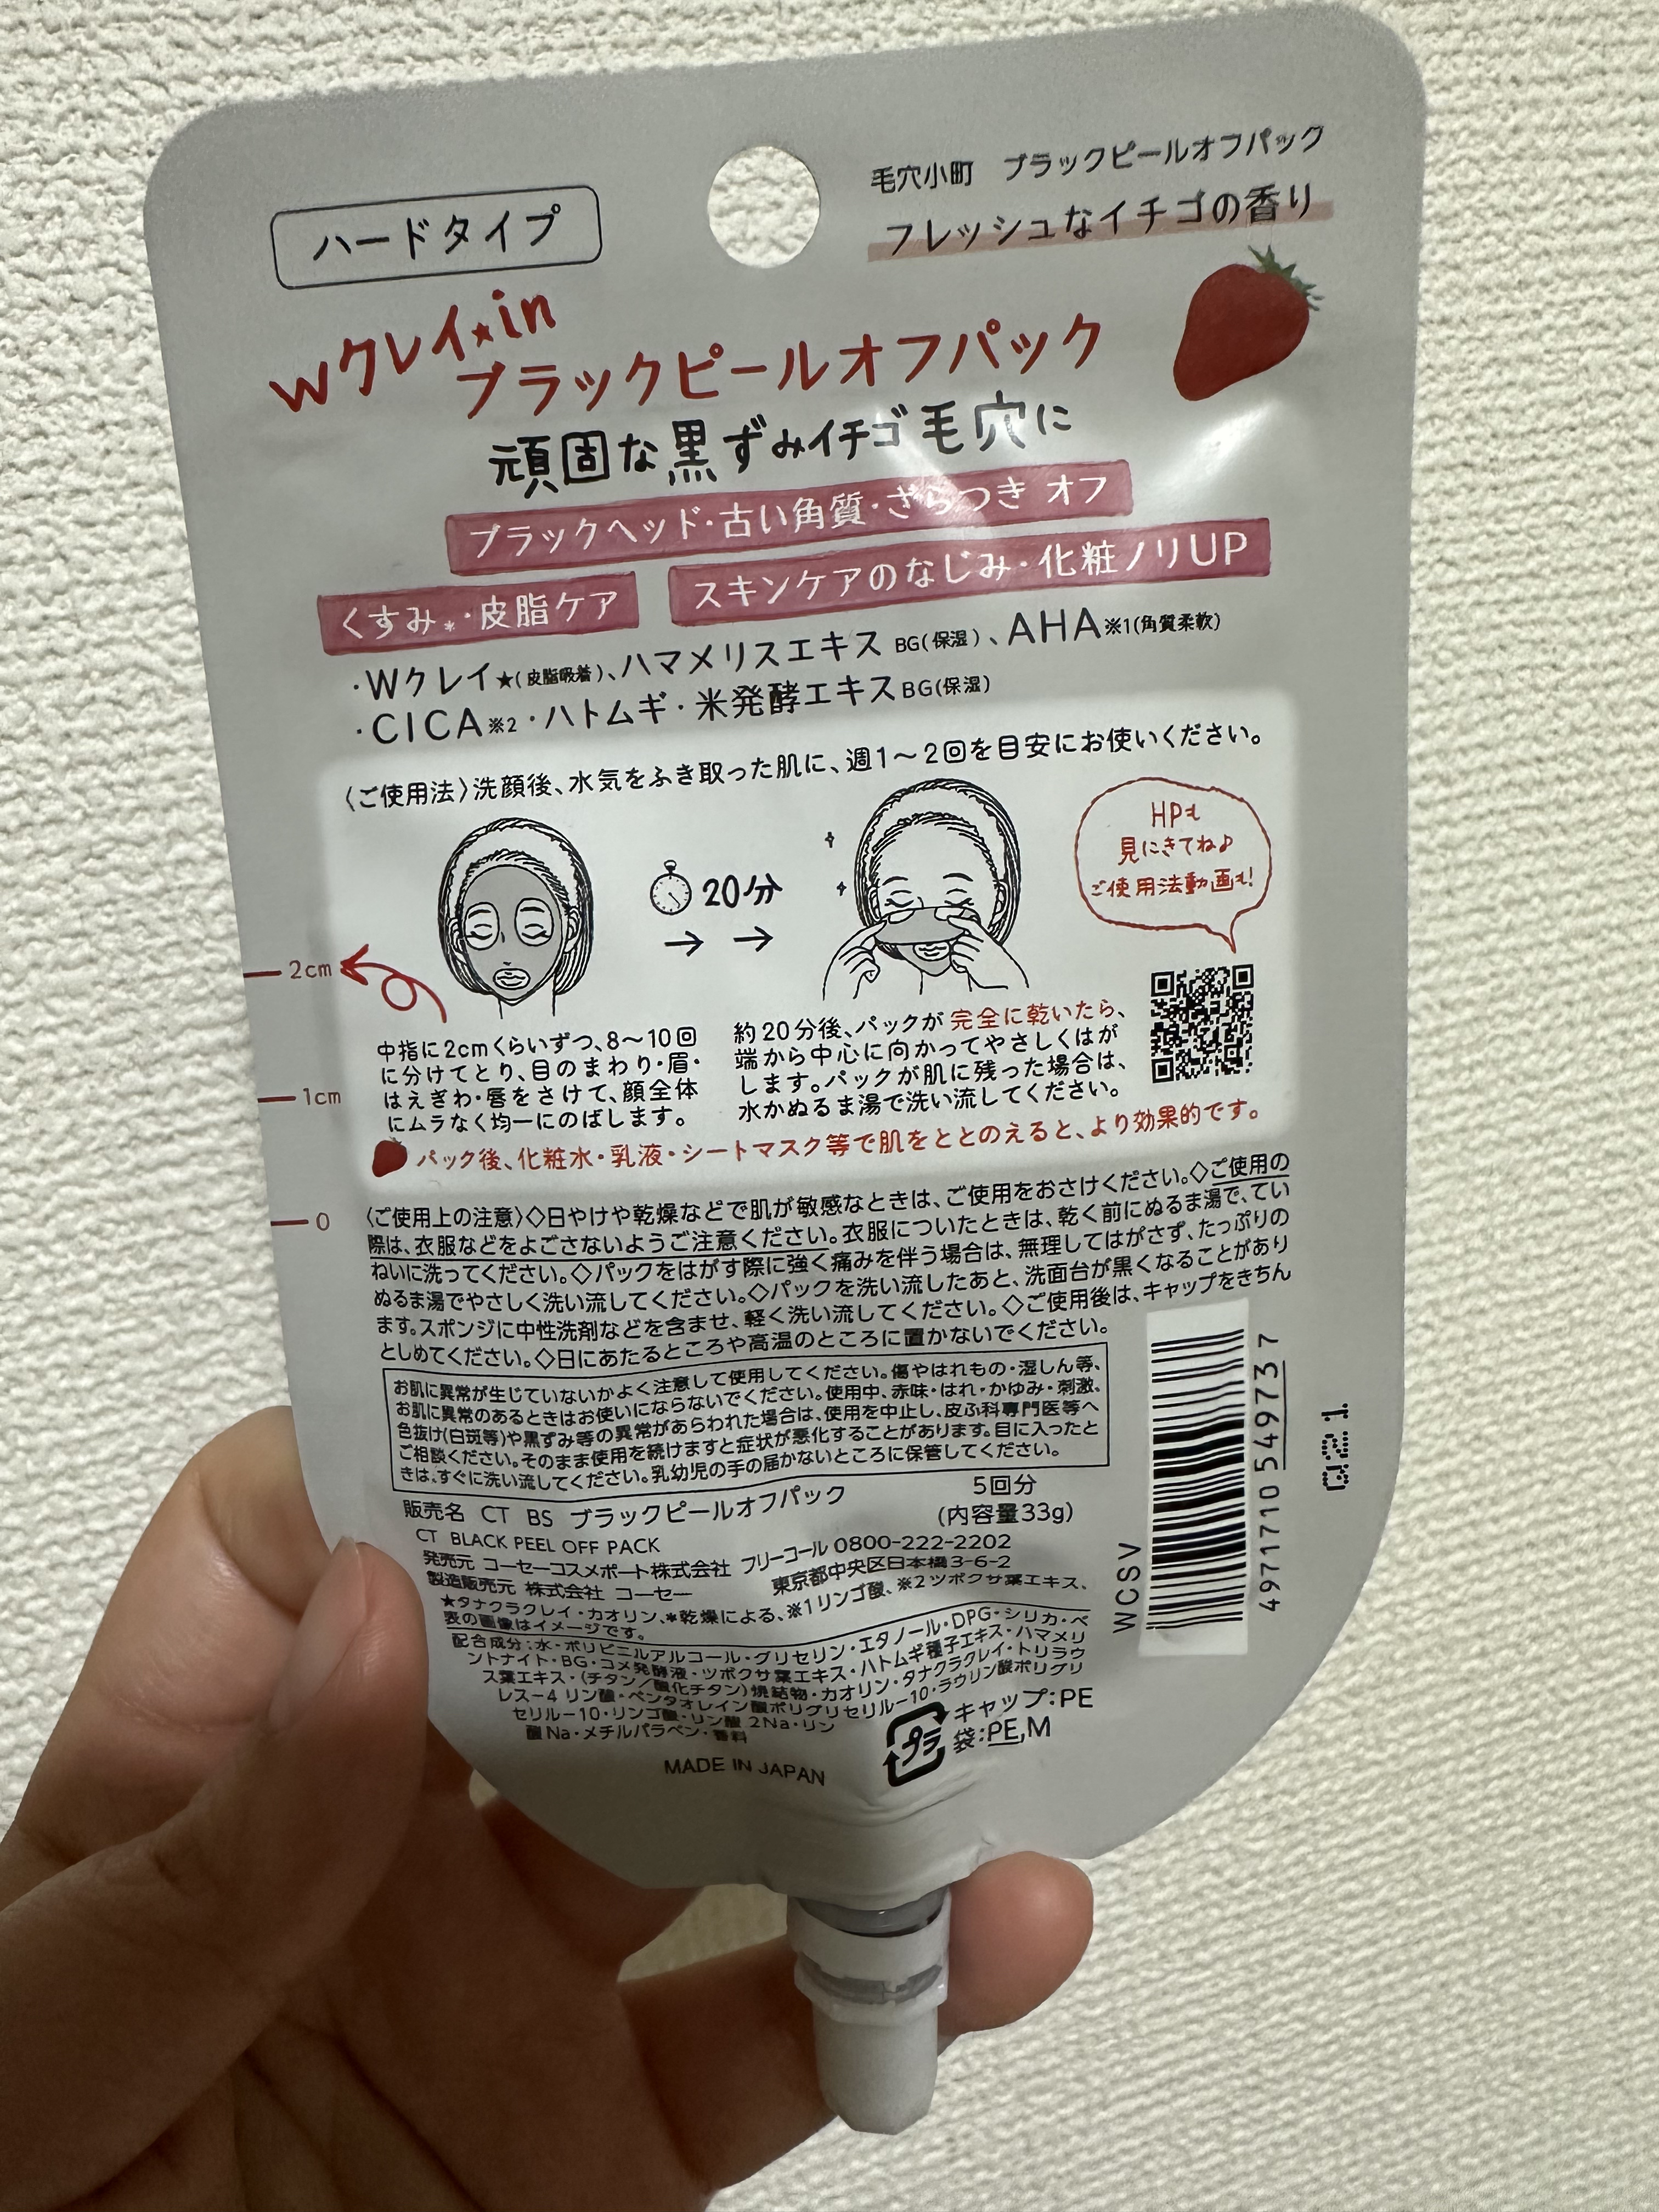 ハードタイプ
毛穴小町 ブラックピールオフパック
フレッシュなイチゴの香り
Wクレイ★in
ブラックピールオフパック
頑固な黒ずみイチゴ毛穴に
ブラックヘッド・古い角質・ざらつき オフ
くすみ*・皮脂ケア
スキンケアのなじみ・化粧ノリUP
・Wクレイ★(皮脂吸着)、ハマメリスエキス BG(保湿)、AHA※1(角質柔軟)
・CICA※2・ハトムギ・米発酵エキスBG(保湿)
〈ご使用法〉洗顔後、水気をふき取った肌に、週1〜2回を目安にお使いください。
20分
→ →
HPも
見にきてね♪
ご使用法動画も!
2cm
1cm
0
中指に2cmくらいずつ、8〜10回
に分けてとり、目のまわり・眉・
はえぎわ・唇をさけて、顔全体
にムラなく均一にのばします。
約20分後、パックが完全に乾いたら、
端から中心に向かってやさしくはが
します。パックが肌に残った場合は、
水かぬるま湯で洗い流してください。
パック後、化粧水・乳液・シートマスク等で肌をととのえると、より効果的です。
〈ご使用上の注意〉◇日やけや乾燥などで肌が敏感なときは、ご使用をおさけください。◇ご使用の
際は、衣服などをよごさないようご注意ください。衣服についたときは、乾く前にぬるま湯で、てい
ねいに洗ってください。◇パックをはがす際に強く痛みを伴う場合は、無理してはがさず、たっぷりの
ぬるま湯でやさしく洗い流してください。◇パックを洗い流したあと、洗面台が黒くなることがあり
ます。スポンジに中性洗剤などを含ませ、軽く洗い流してください。◇ご使用後は、キャップをきちん
としめてください。◇日にあたるところや高温のところに置かないでください。
お肌に異常が生じていないかよく注意して使用してください。傷やはれもの・湿しん等、
お肌に異常のあるときはお使いにならないでください。使用中、赤味・はれ・かゆみ・刺激、
色抜け(白斑等)や黒ずみ等の異常があらわれた場合は、使用を中止し、皮ふ科専門医等へ
ご相談ください。そのまま使用を続けますと症状が悪化することがあります。目に入ったと
きは、すぐに洗い流してください。乳幼児の手の届かないところに保管してください。
販売名 CT BS ブラックピールオフパック
CT BLACK PEEL OFF PACK
5回分
(内容量33g)
発売元 コーセーコスメポート株式会社 フリーコール 0800-222-2202
製造販売元 株式会社 コーセー 東京都中央区日本橋3-6-2
★タナクラクレイ・カオリン、*乾燥による、※1リンゴ酸、※2ツボクサ葉エキス、
表の画像はイメージです。
配合成分:水・ポリビニルアルコール・グリセリン・エタノール・DPG・シリカ・ベ
ントナイト・BG・コメ発酵液・ツボクサ葉エキス・ハトムギ種子エキス・ハマメリ
ス葉エキス・(チタン/酸化チタン)焼結物・カオリン・タナクラクレイ・トリラウ
レス-4 リン酸・ペンタオレイン酸ポリグリセリル-10・ラウリン酸ポリグリ
セリル-10・リンゴ酸・リン酸 2Na・リン
酸Na・メチルパラベン・香料
MADE IN JAPAN
プラ
キャップ:PE
袋:PE,M
WCSV
4971710 549737